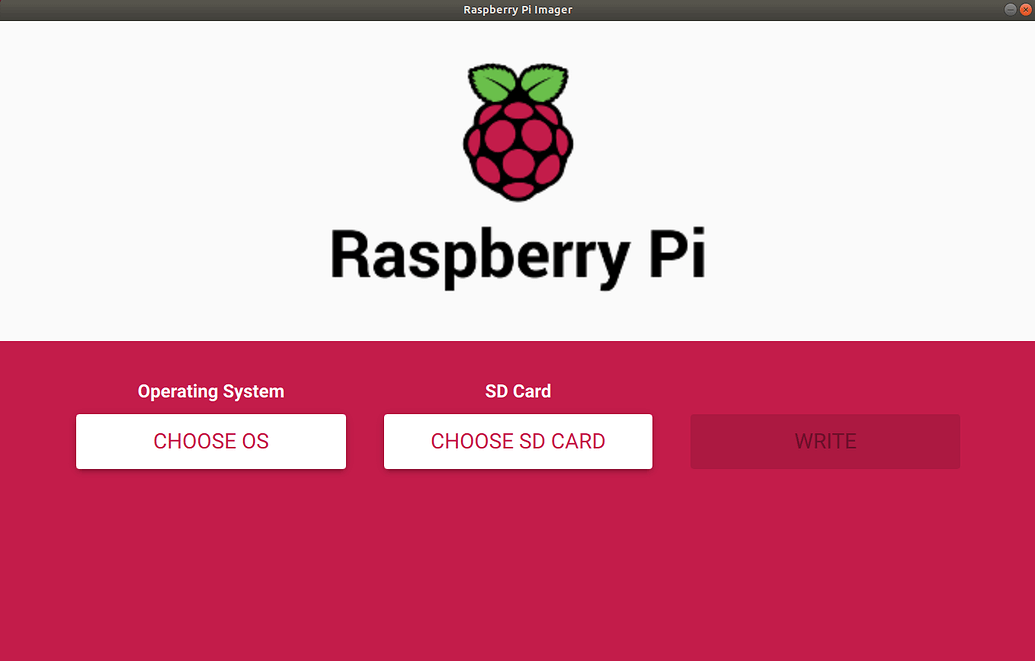 Raspberry Pi Imager
Raspberry Pi
Operating System
SD Card
CHOOSE OS
CHOOSE SD CARD
WRITE